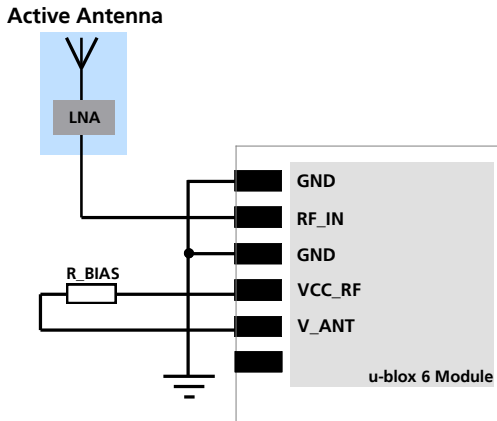 Active Antenna
LNA
GND
RF_IN
GND
R_BIAS
VCC_RF
V_ANT
u-blox 6 Module